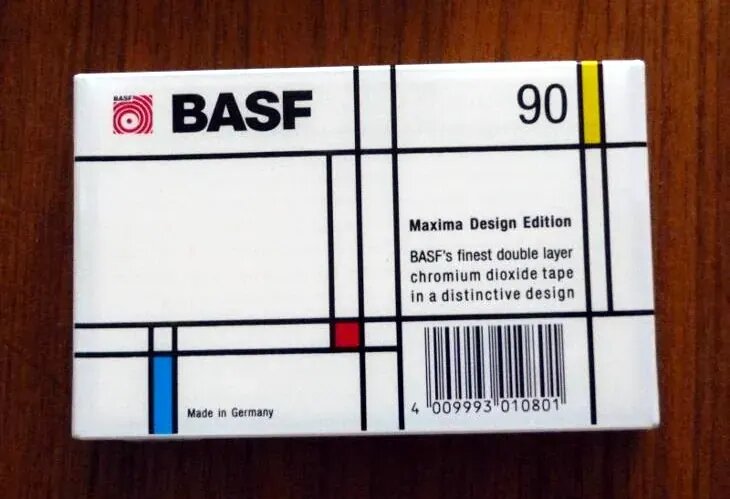 BASF
BASF
90
Maxima Design Edition
BASF's finest double layer
chromium dioxide tape
in a distinctive design
Made in Germany
4 009993 010801